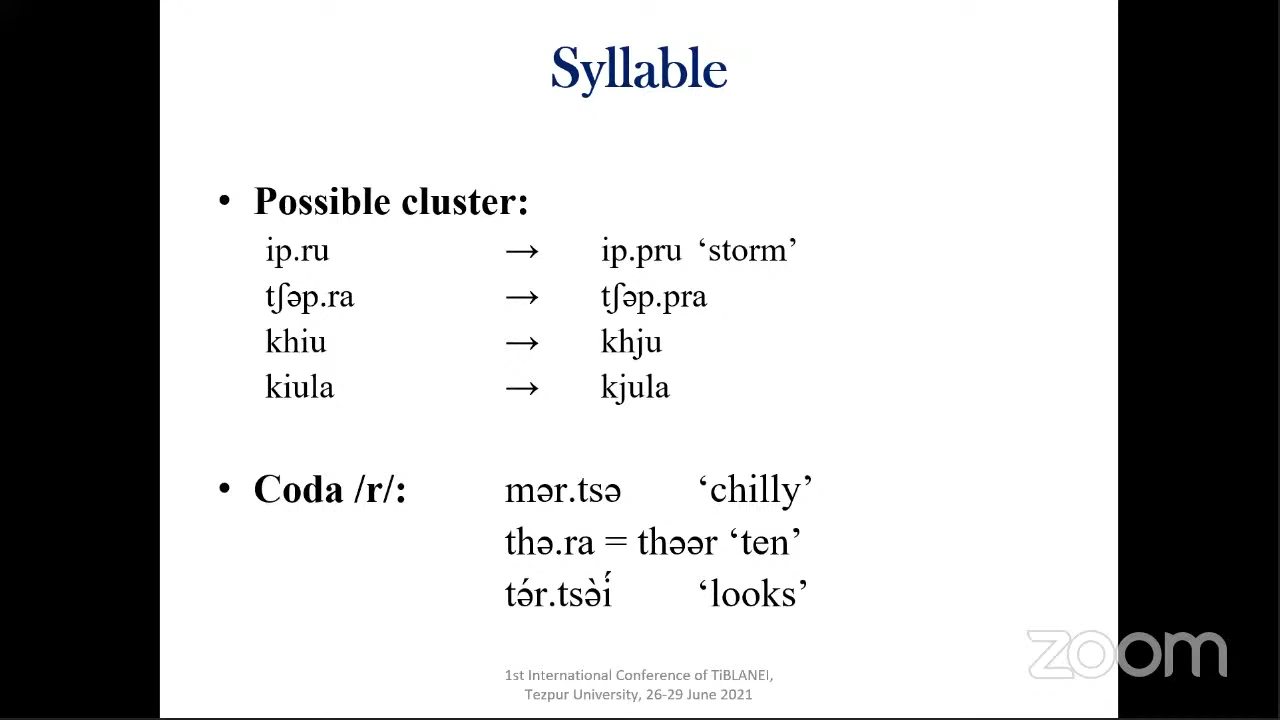 Syllable
• Possible cluster:
ip.ru → ip.pru ‘storm’
tʃəp.ra → tʃəp.pra
khiu → khju
kiula → kjula
• Coda /r/: mər.tsə ‘chilly’
thə.ra = thəər ‘ten’
tə́r.tsə̀í ‘looks’
zoom
1st International Conference of TiBLANEI,
Tezpur University, 26-29 June 2021